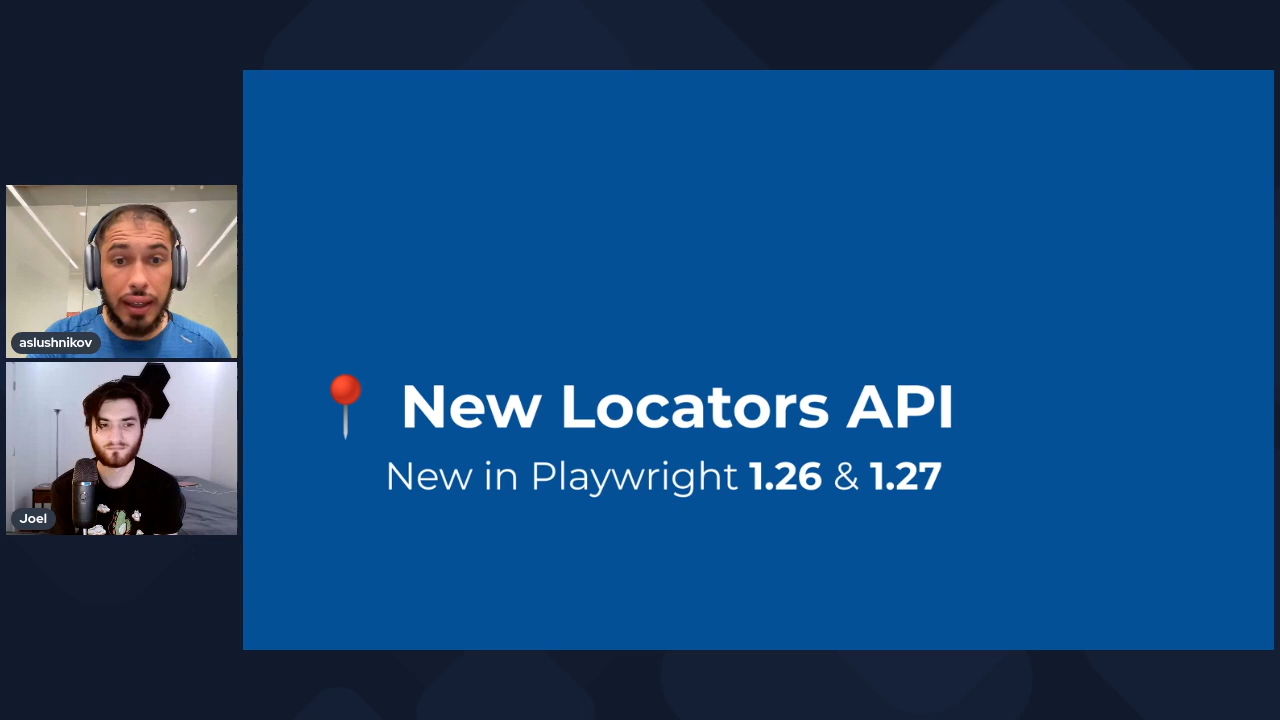 aslushnikov
Joel
📍 New Locators API
New in Playwright 1.26 & 1.27